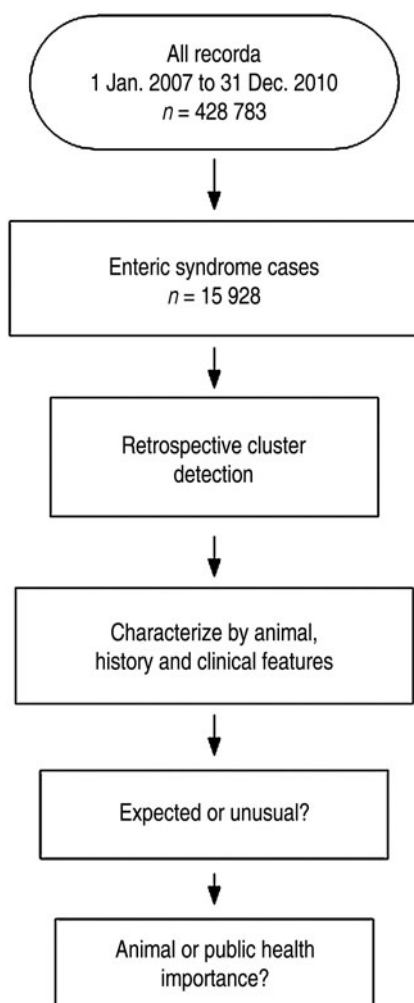 All recorda
1 Jan. 2007 to 31 Dec. 2010
n = 428 783
Enteric syndrome cases
n = 15 928
Retrospective cluster
detection
Characterize by animal,
history and clinical features
Expected or unusual?
Animal or public health
importance?